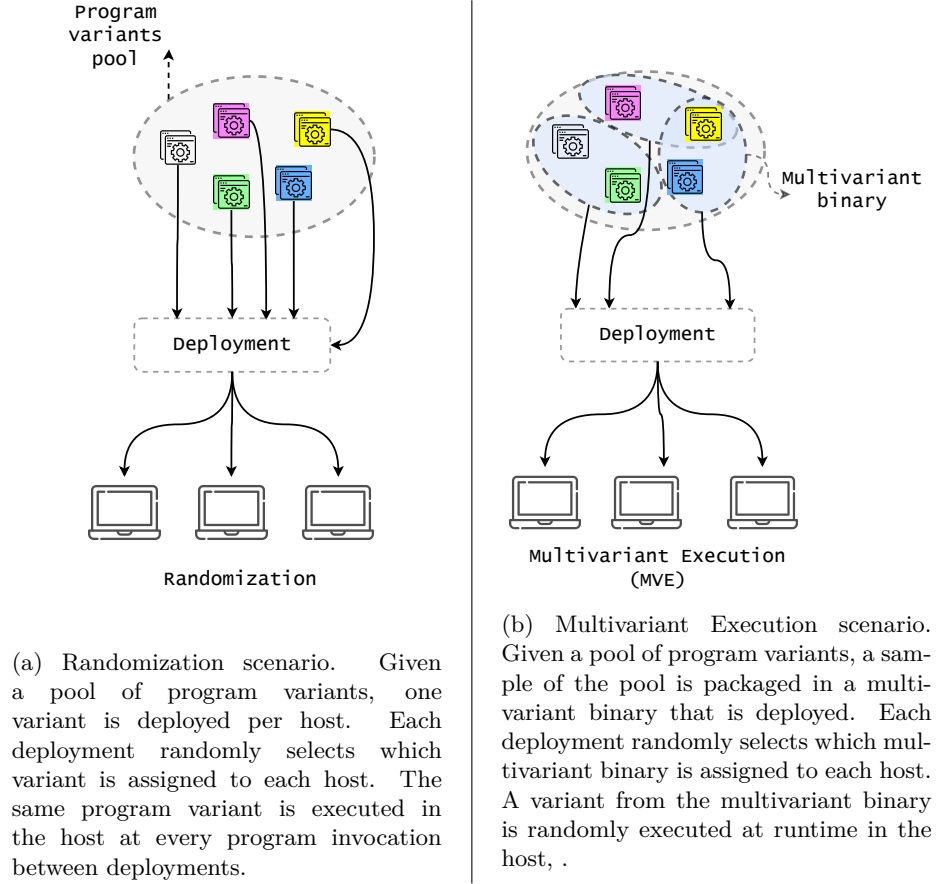 Program
variants
pool
Deployment
Randomization
(a) Randomization scenario. Given
a pool of program variants, one
variant is deployed per host. Each
deployment randomly selects which
variant is assigned to each host. The
same program variant is executed in
the host at every program invocation
between deployments.
Multivariant
binary
Deployment
Multivariant Execution
(MVE)
(b) Multivariant Execution scenario.
Given a pool of program variants, a sam-
ple of the pool is packaged in a multi-
variant binary that is deployed. Each
deployment randomly selects which mul-
tivariant binary is assigned to each host.
A variant from the multivariant binary
is randomly executed at runtime in the
host, .